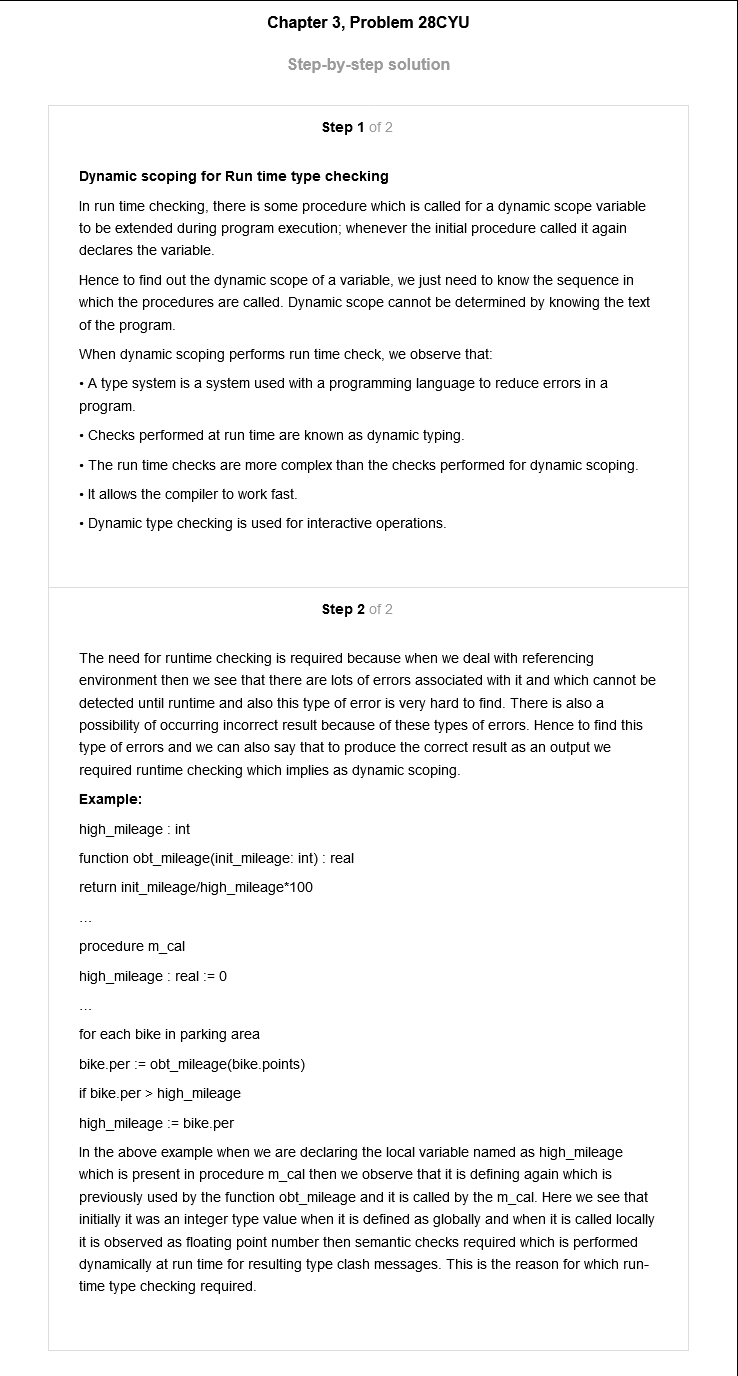 Chapter 3, Problem 28CYU
Step-by-step solution
Step 1 of 2
Dynamic scoping for Run time type checking
In run time checking, there is some procedure which is called for a dynamic scope variable
to be extended during program execution; whenever the initial procedure called it again
declares the variable.
Hence to find out the dynamic scope of a variable, we just need to know the sequence in
which the procedures are called. Dynamic scope cannot be determined by knowing the text
of the program.
When dynamic scoping performs run time check, we observe that:
• A type system is a system used with a programming language to reduce errors in a
program.
• Checks performed at run time are known as dynamic typing.
• The run time checks are more complex than the checks performed for dynamic scoping.
• It allows the compiler to work fast.
• Dynamic type checking is used for interactive operations.
Step 2 of 2
The need for runtime checking is required because when we deal with referencing
environment then we see that there are lots of errors associated with it and which cannot be
detected until runtime and also this type of error is very hard to find. There is also a
possibility of occurring incorrect result because of these types of errors. Hence to find this
type of errors and we can also say that to produce the correct result as an output we
required runtime checking which implies as dynamic scoping.
Example:
high_mileage : int
function obt_mileage(init_mileage: int) : real
return init_mileage/high_mileage*100
…
procedure m_cal
high_mileage : real := 0
…
for each bike in parking area
bike.per := obt_mileage(bike.points)
if bike.per > high_mileage
high_mileage := bike.per
In the above example when we are declaring the local variable named as high_mileage
which is present in procedure m_cal then we observe that it is defining again which is
previously used by the function obt_mileage and it is called by the m_cal. Here we see that
initially it was an integer type value when it is defined as globally and when it is called locally
it is observed as floating point number then semantic checks required which is performed
dynamically at run time for resulting type clash messages. This is the reason for which run-
time type checking required.